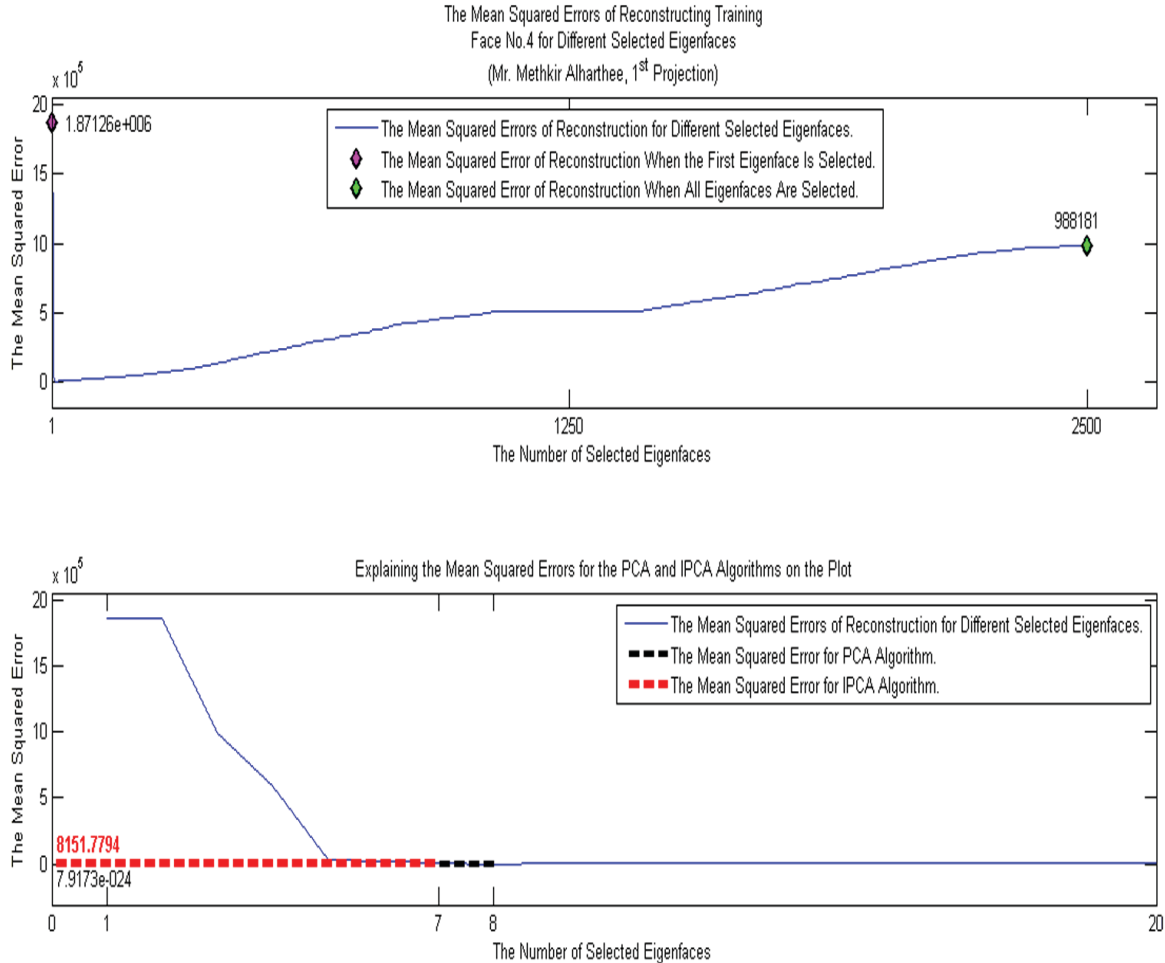 The Mean Squared Errors of Reconstructing Training
Face No.4 for Different Selected Eigenfaces
(Mr. Methkir Alharthee, 1st Projection)
x 10^5
20
15
10
5
0
The Mean Squared Error
1.87126e+006
The Mean Squared Errors of Reconstruction for Different Selected Eigenfaces.
The Mean Squared Error of Reconstruction When the First Eigenface Is Selected.
The Mean Squared Error of Reconstruction When All Eigenfaces Are Selected.
988181
1 1250 2500
The Number of Selected Eigenfaces
Explaining the Mean Squared Errors for the PCA and IPCA Algorithms on the Plot
x 10^5
20
15
10
5
0
The Mean Squared Error
The Mean Squared Errors of Reconstruction for Different Selected Eigenfaces.
The Mean Squared Error for PCA Algorithm.
The Mean Squared Error for IPCA Algorithm.
8151.7794
7.9173e-024
0 1 7 8 20
The Number of Selected Eigenfaces